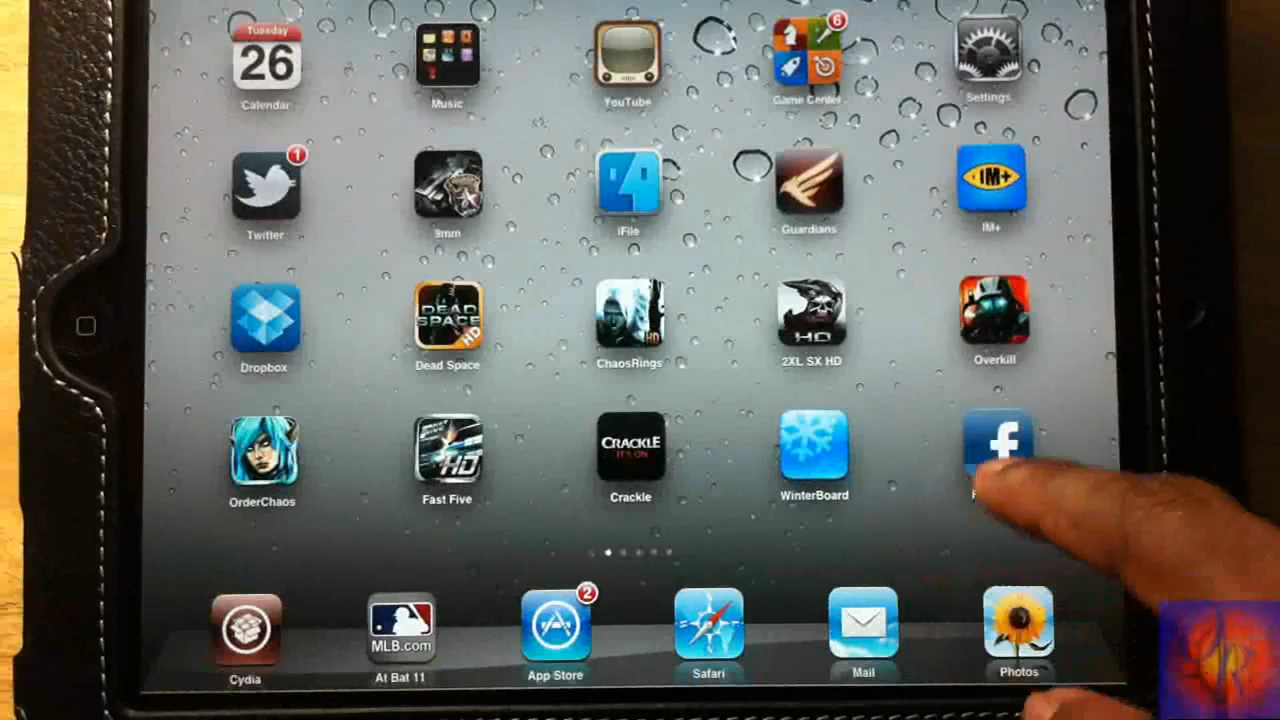 Tuesday
26
6
Calendar
Music
YouTube
Game Center
Settings
1
IM+
Twitter
9mm
iFile
Guardians
IM+
DEAD
SPACE
HD
HD
HD
Dropbox
Dead Space
ChaosRings
2XL SX HD
Overkill
HD
CRACKLE
IT'S ON
f
OrderChaos
Fast Five
Crackle
WinterBoard
2
MLB.com
Cydia
At Bat 11
App Store
Safari
Mail
Photos